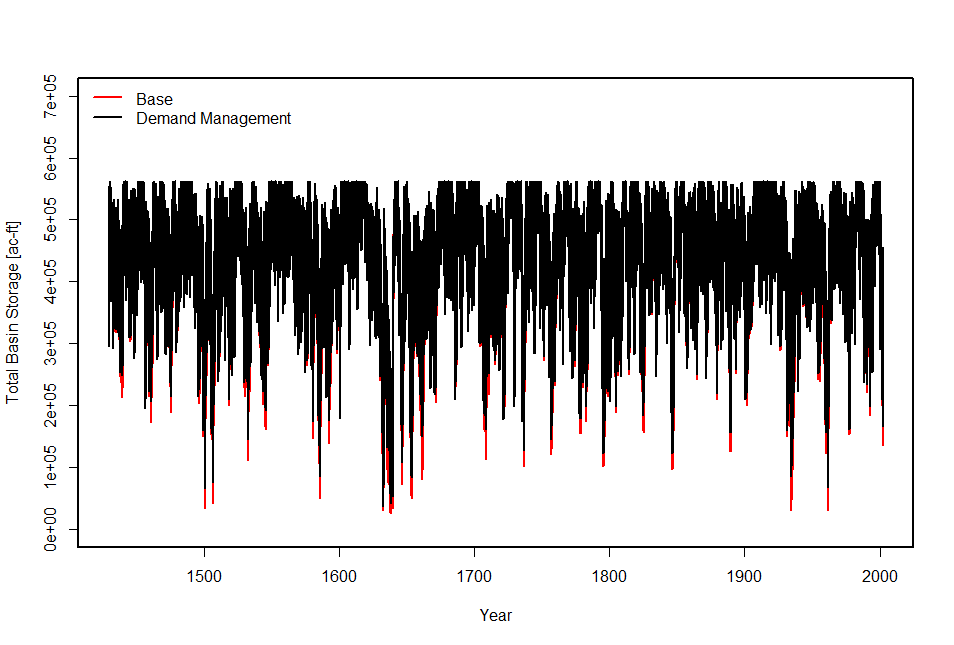 Base
Demand Management
Total Basin Storage [ac-ft]
7e+05
6e+05
5e+05
4e+05
3e+05
2e+05
1e+05
0e+00
1500 1600 1700 1800 1900 2000
Year